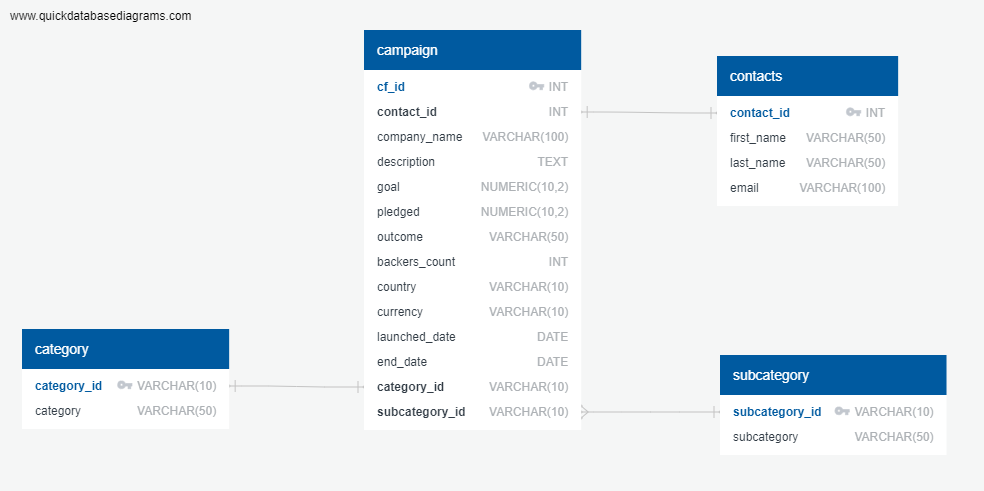 www.quickdatabasediagrams.com
campaign
cf_id INT
contact_id INT
company_name VARCHAR(100)
description TEXT
goal NUMERIC(10,2)
pledged NUMERIC(10,2)
outcome VARCHAR(50)
backers_count INT
country VARCHAR(10)
currency VARCHAR(10)
launched_date DATE
end_date DATE
category_id VARCHAR(10)
subcategory_id VARCHAR(10)
contacts
contact_id INT
first_name VARCHAR(50)
last_name VARCHAR(50)
email VARCHAR(100)
category
category_id VARCHAR(10)
category VARCHAR(50)
subcategory
subcategory_id VARCHAR(10)
subcategory VARCHAR(50)